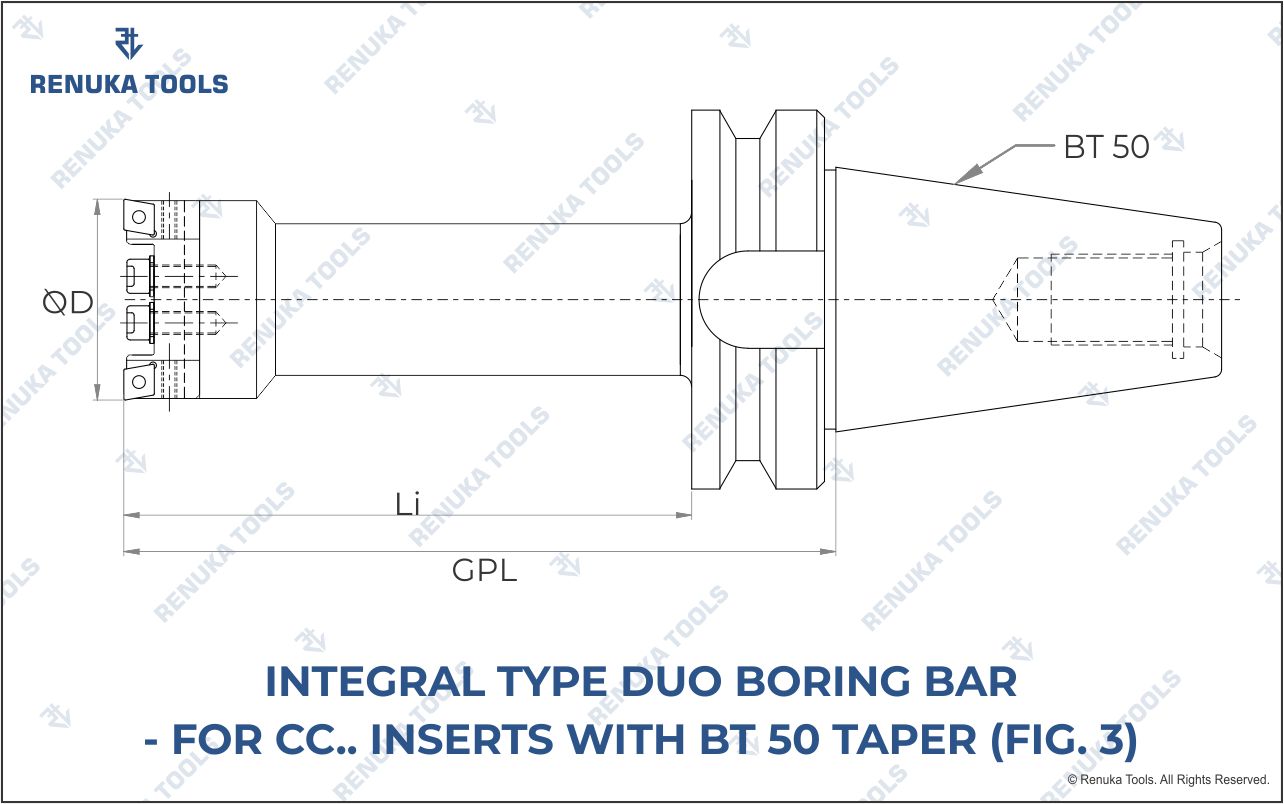 RENUKA TOOLS
BT 50
ØD
Li
GPL
INTEGRAL TYPE DUO BORING BAR
- FOR CC.. INSERTS WITH BT 50 TAPER (FIG. 3)
© Renuka Tools. All Rights Reserved.